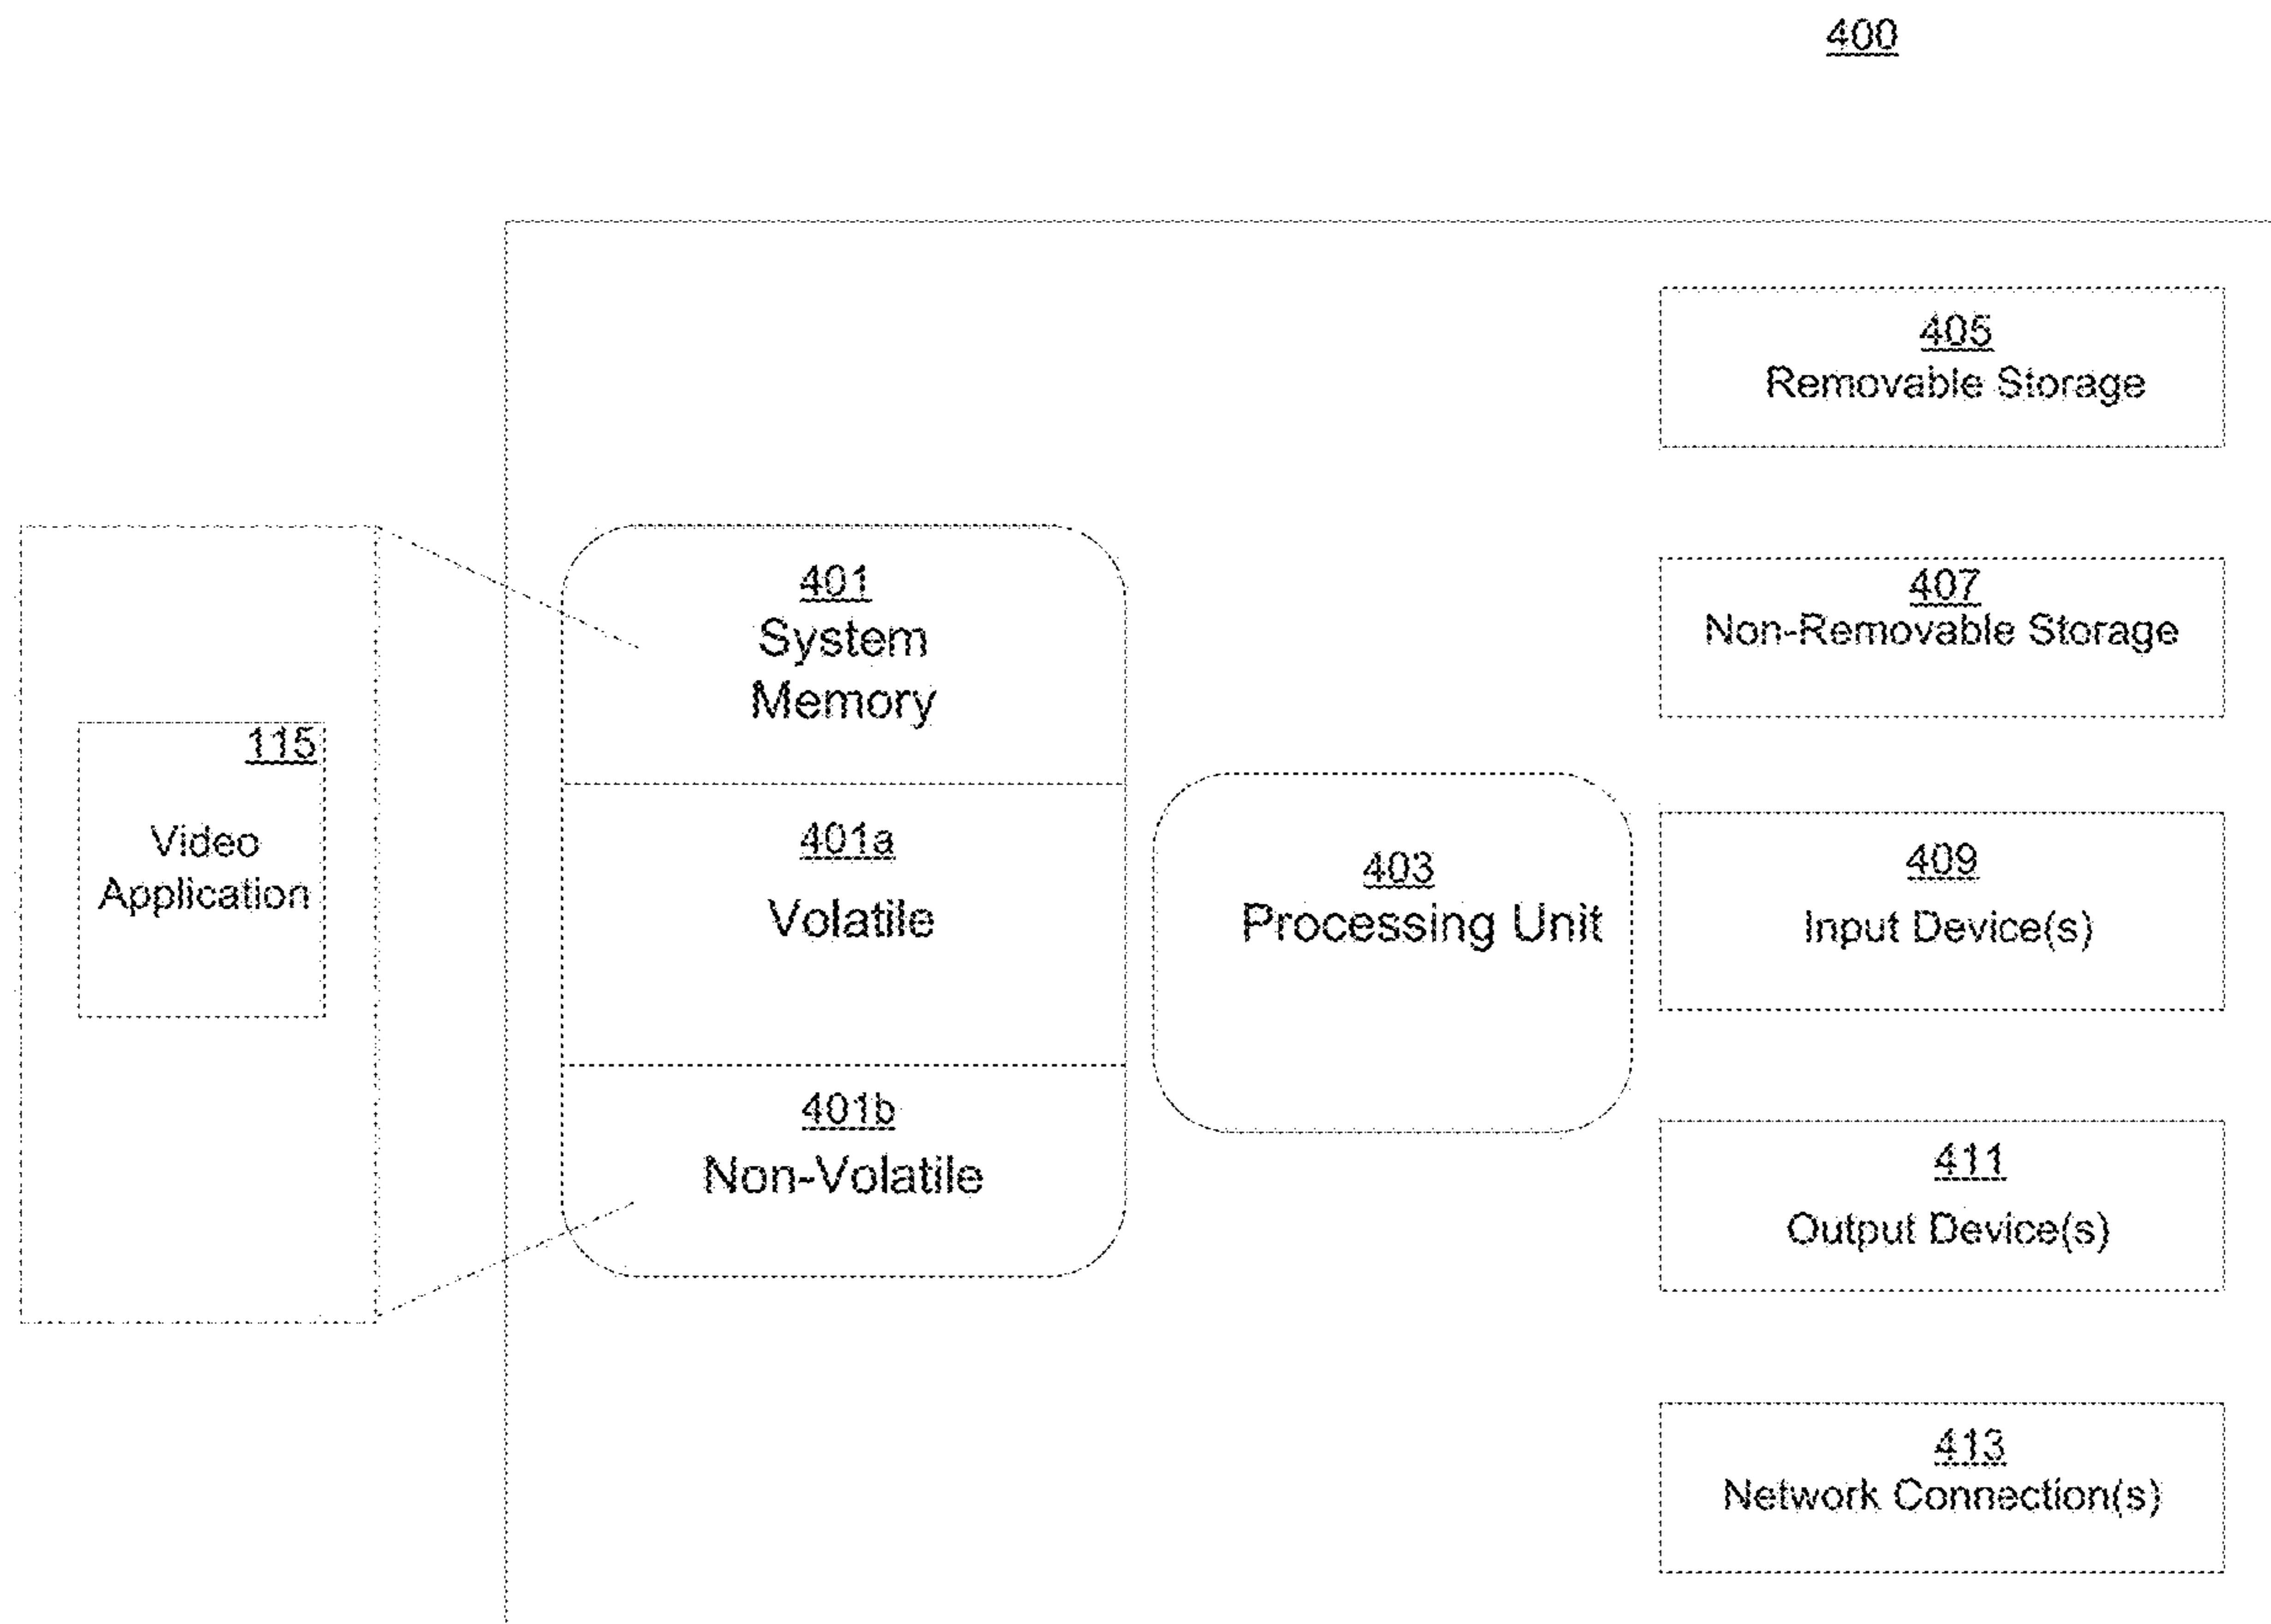 400
405
Removable Storage
401
System
Memory
407
Non-Removable Storage
115
Video
Application
401a
Volatile
403
Processing Unit
409
Input Device(s)
401b
Non-Volatile
411
Output Device(s)
413
Network Connection(s)